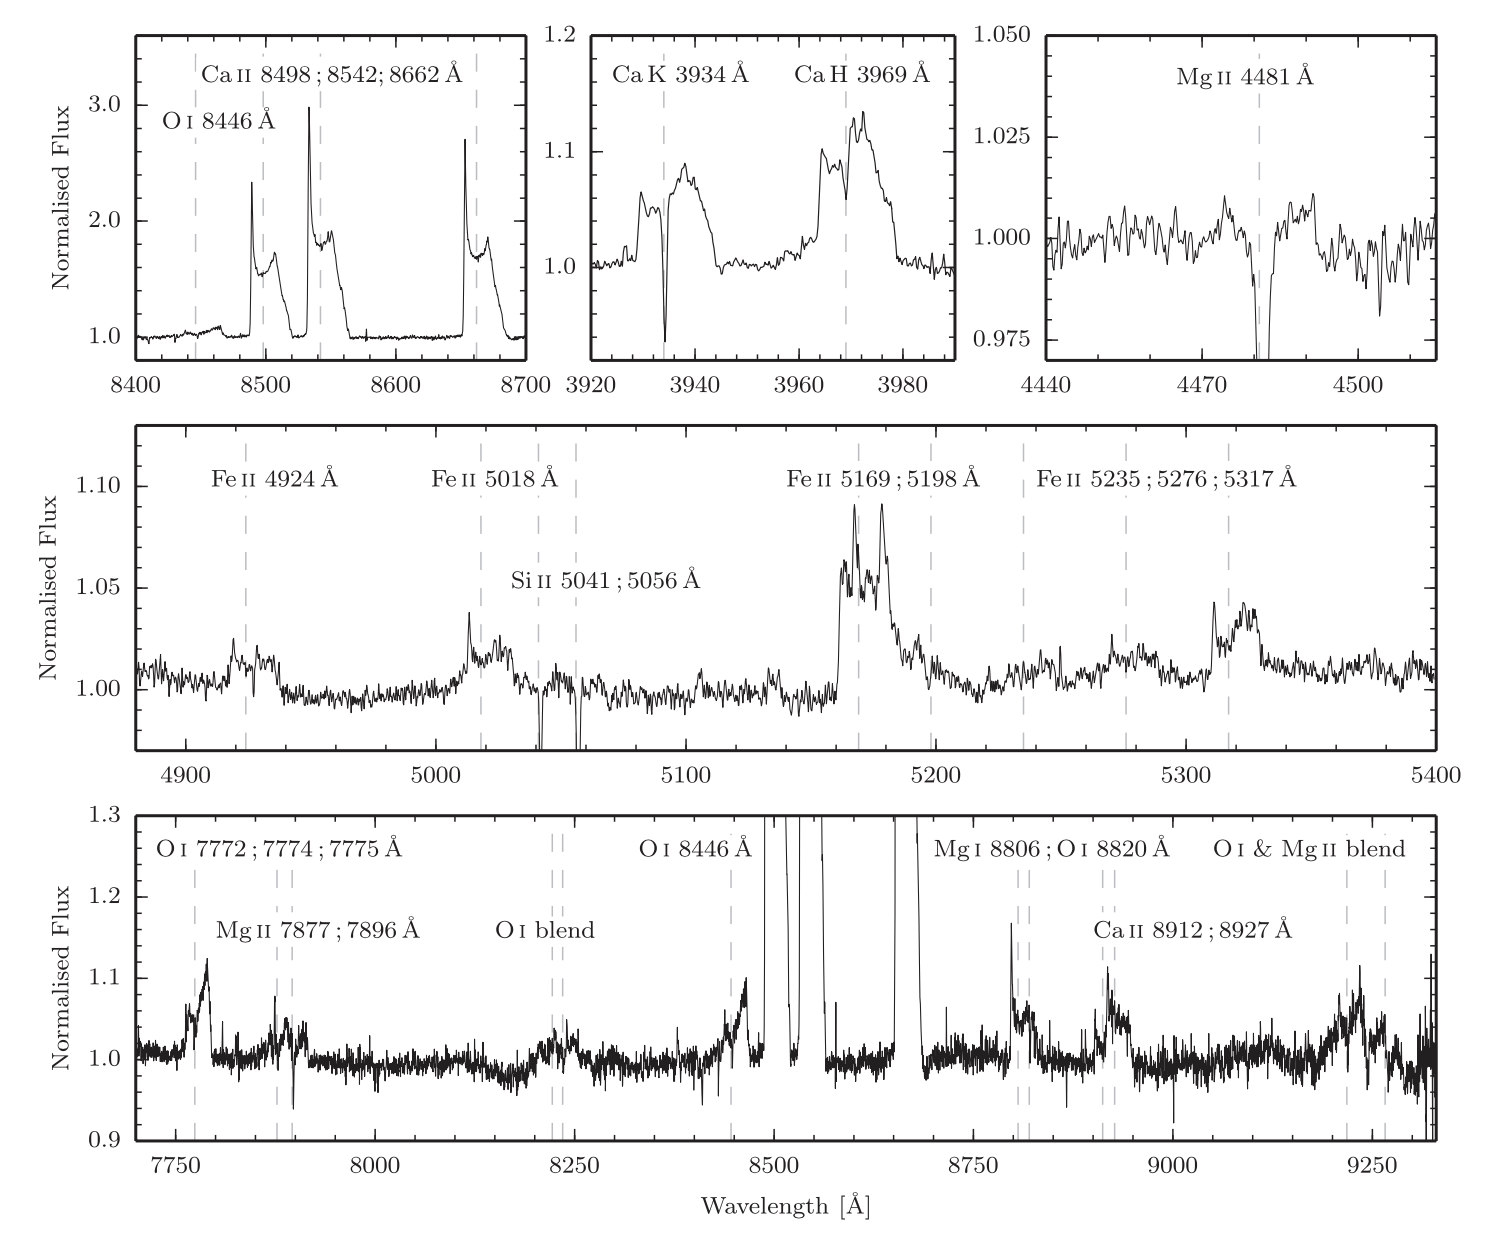 Normalised Flux
3.0
2.0
1.0
Ca II 8498 ; 8542; 8662 Å
O I 8446 Å
8400 8500 8600 8700
1.2
1.1
1.0
Ca K 3934 Å Ca H 3969 Å
3920 3940 3960 3980
1.050
1.025
1.000
0.975
Mg II 4481 Å
4440 4470 4500
Normalised Flux
1.10
1.05
1.00
Fe II 4924 Å Fe II 5018 Å Fe II 5169 ; 5198 Å Fe II 5235 ; 5276 ; 5317 Å
Si II 5041 ; 5056 Å
4900 5000 5100 5200 5300 5400
Normalised Flux
1.3
1.2
1.1
1.0
0.9
O I 7772 ; 7774 ; 7775 Å O I 8446 Å Mg I 8806 ; O I 8820 Å O I & Mg II blend
Mg II 7877 ; 7896 Å O I blend Ca II 8912 ; 8927 Å
7750 8000 8250 8500 8750 9000 9250
Wavelength [Å]